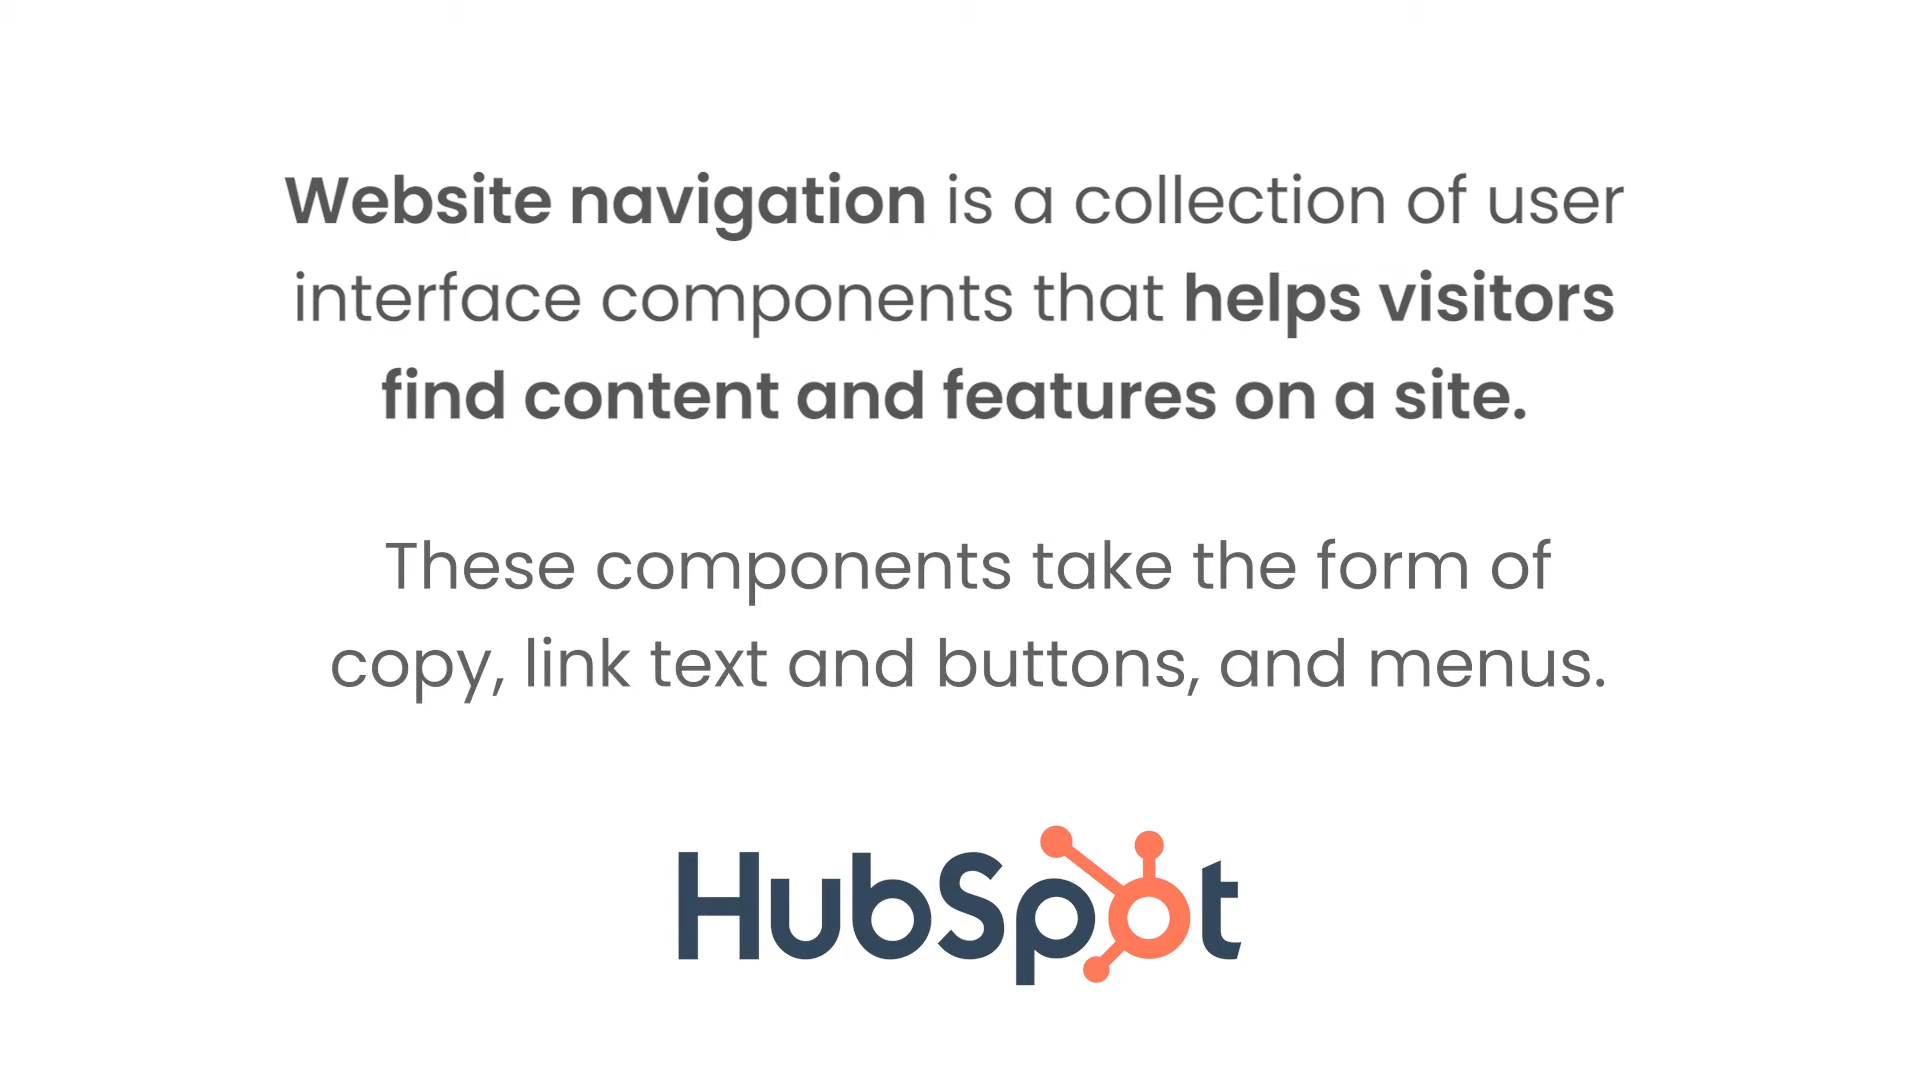 Website navigation is a collection of user
interface components that helps visitors
find content and features on a site.
These components take the form of
copy, link text and buttons, and menus.
HubSpot